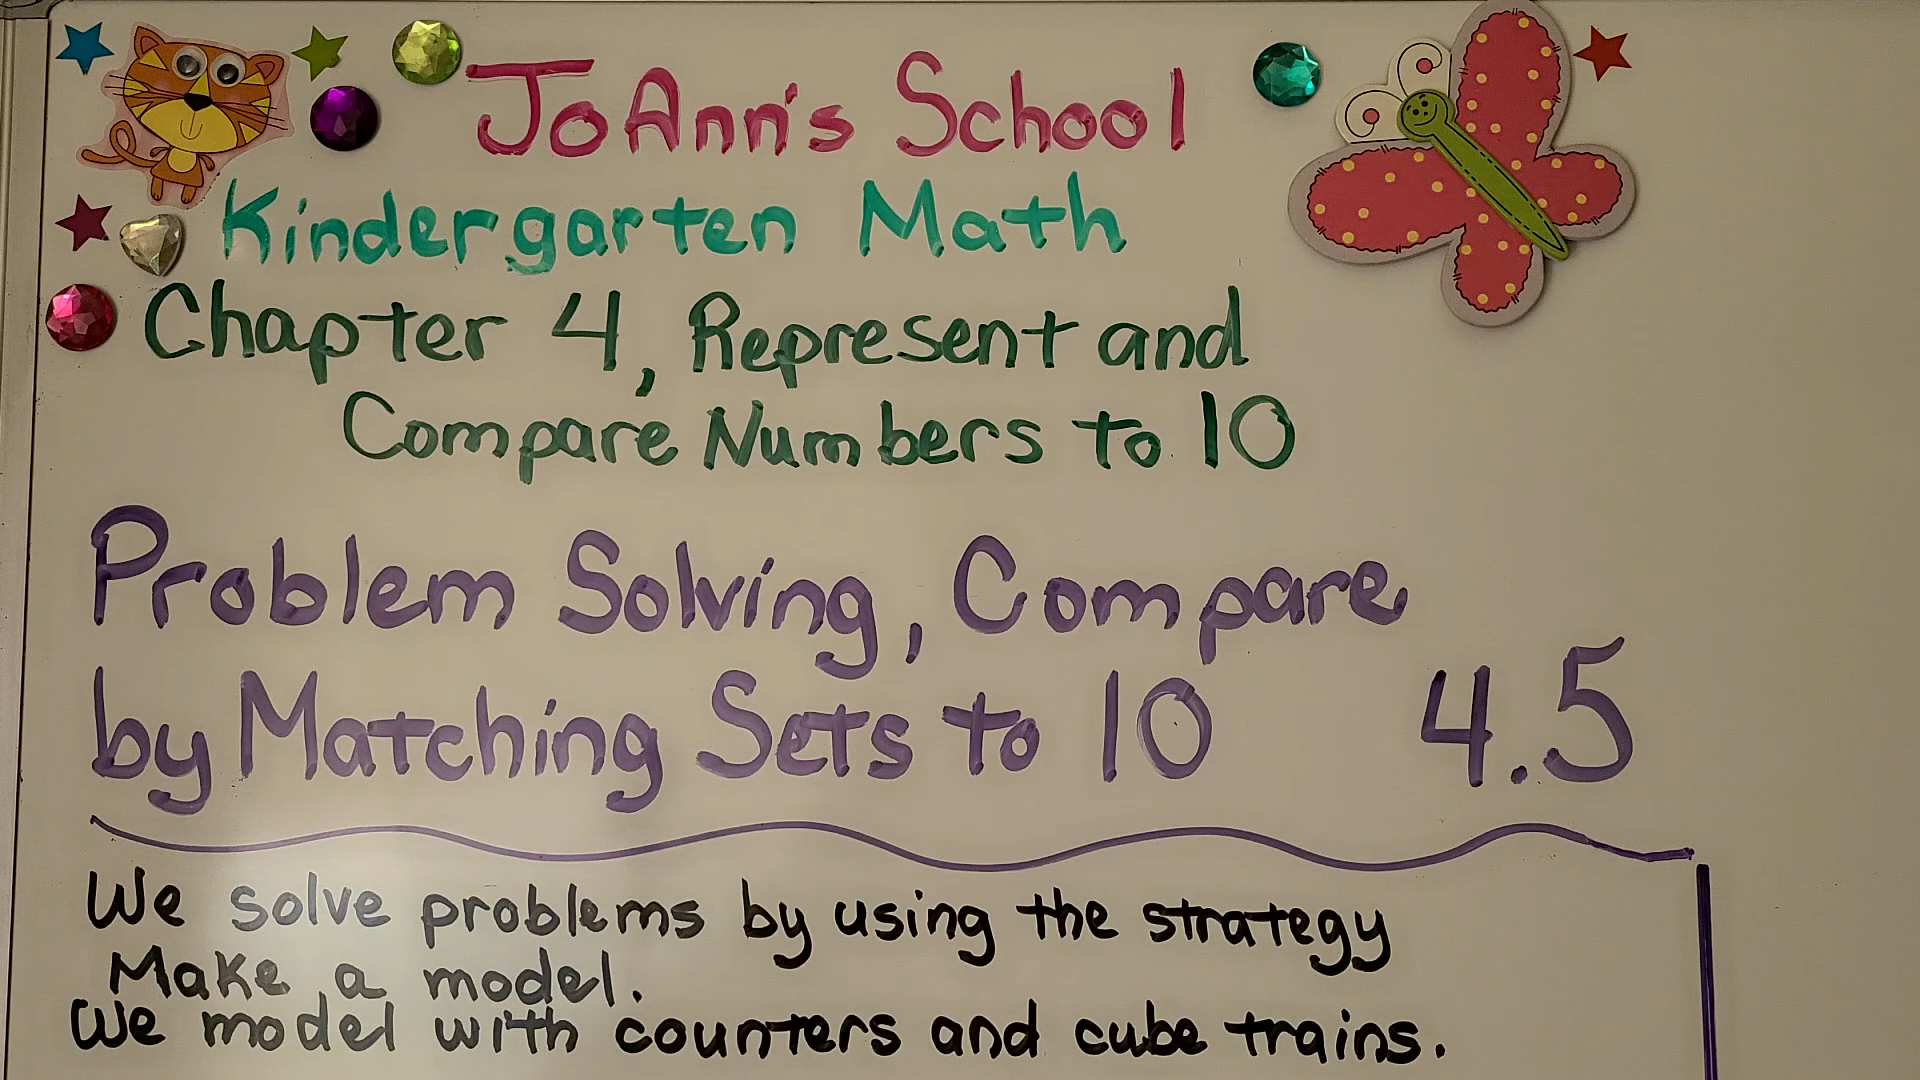 JoAnn's School
Kindergarten Math
Chapter 4, Represent and
Compare Numbers to 10
Problem Solving, Compare
by Matching Sets to 10 4.5
We solve problems by using the strategy
Make a model.
We model with counters and cube trains.